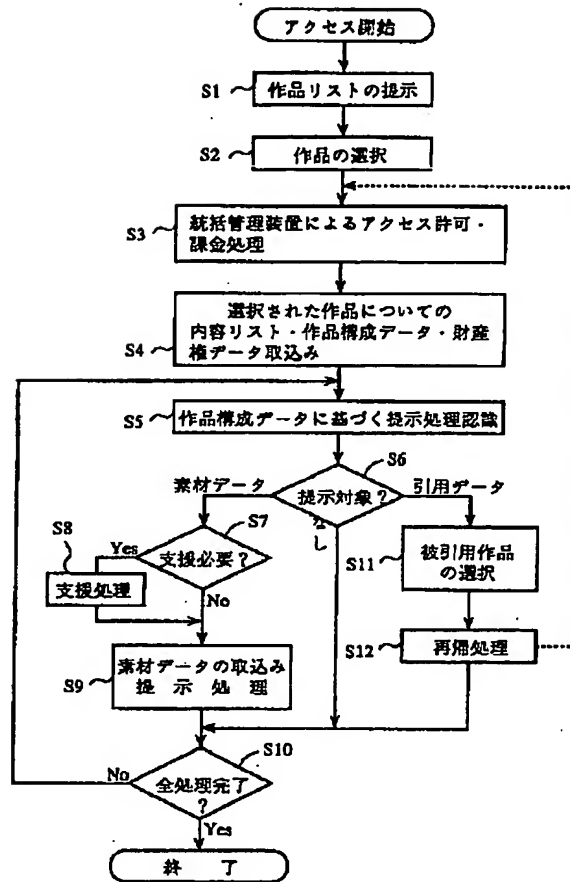 アクセス開始
S1
作品リストの提示
S2
作品の選択
S3
統括管理装置によるアクセス許可・
課金処理
S4
選択された作品についての
内容リスト・作品構成データ・財産
権データ取込み
S5
作品構成データに基づく提示処理認識
S6
素材データ
提示対象?
引用データ
なし
S7
S8
Yes
支援必要?
支援処理
No
S11
被引用作品
の選択
S12
再帰処理
S9
素材データの取込み
提 示 処 理
S10
No
全処理完了
?
Yes
終 了